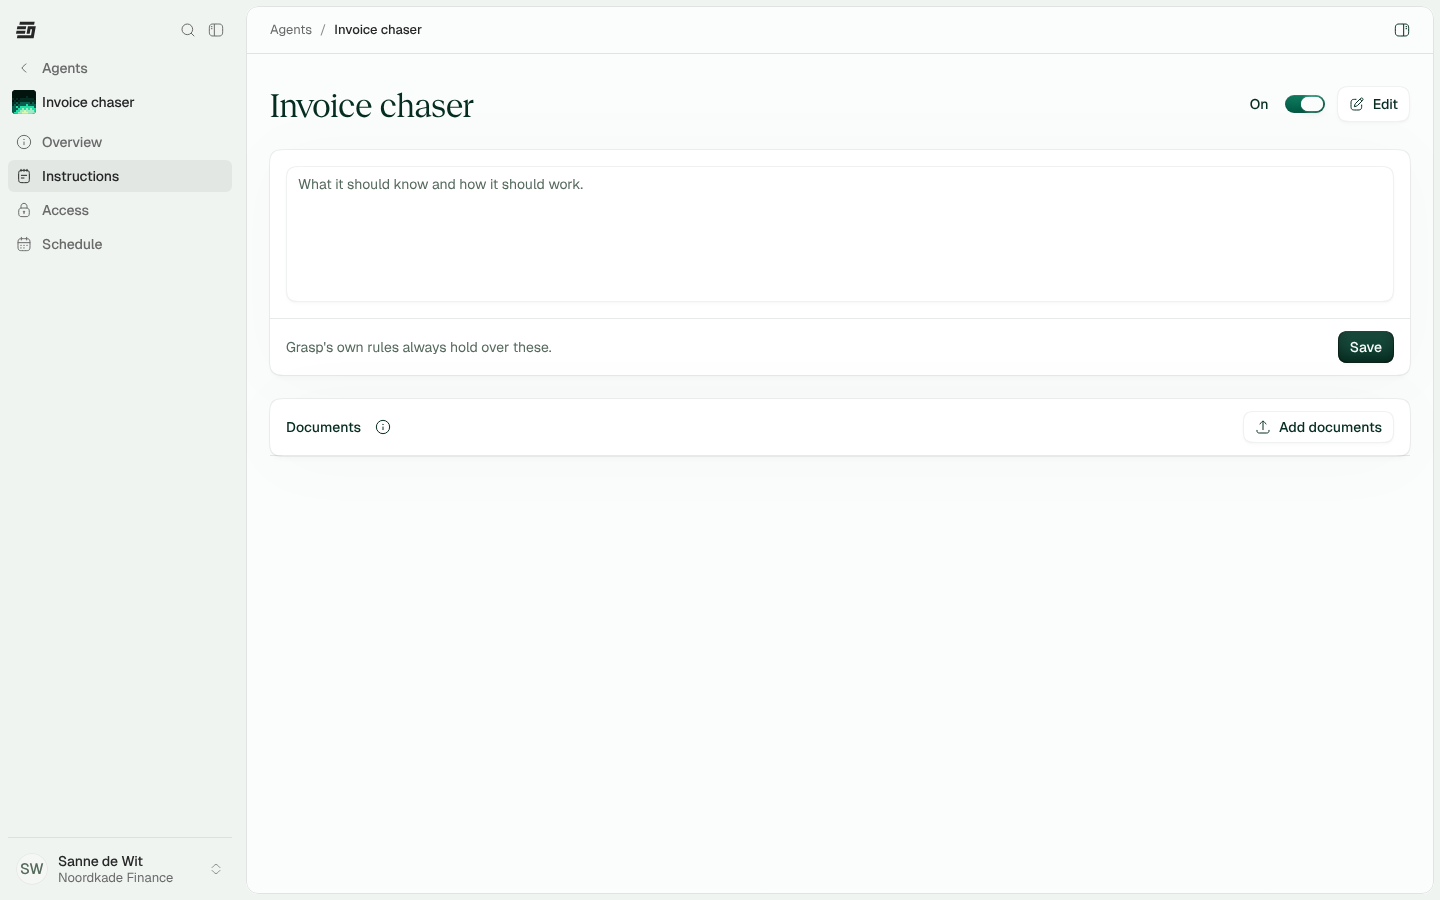 Agents
Invoice chaser
Overview
Instructions
Access
Schedule
SW
Sanne de Wit
Noordkade Finance
Agents / Invoice chaser
Invoice chaser
On
Edit
What it should know and how it should work.
Grasp's own rules always hold over these.
Save
Documents
Add documents